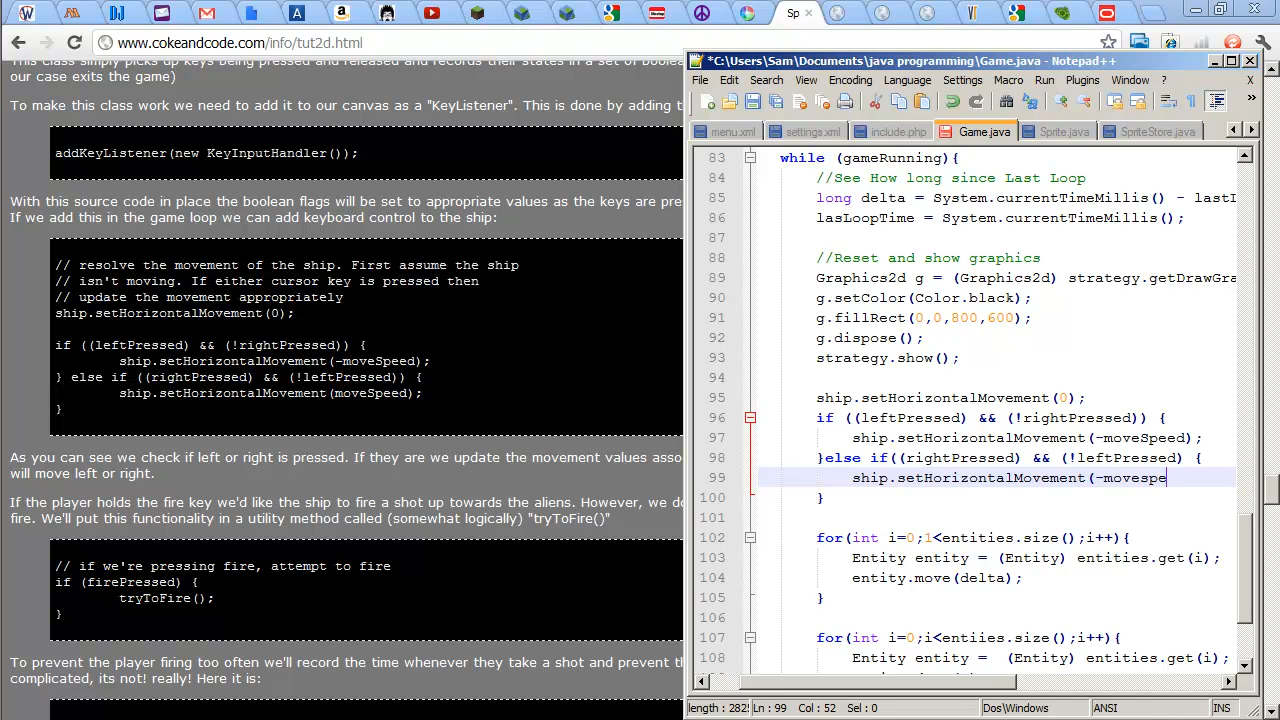 Sp
www.cokeandcode.com/info/tut2d.html
This class simply picks up keys being pressed and released and records their states in a set of boolean
our case exits the game)
To make this class work we need to add it to our canvas as a "KeyListener". This is done by adding t
addKeyListener(new KeyInputHandler());
With this source code in place the boolean flags will be set to appropriate values as the keys are pres
If we add this in the game loop we can add keyboard control to the ship:
// resolve the movement of the ship. First assume the ship
// isn't moving. If either cursor key is pressed then
// update the movement appropriately
ship.setHorizontalMovement(0);
if ((leftPressed) && (!rightPressed)) {
ship.setHorizontalMovement(-moveSpeed);
} else if ((rightPressed) && (!leftPressed)) {
ship.setHorizontalMovement(moveSpeed);
}
As you can see we check if left or right is pressed. If they are we update the movement values asso
will move left or right.
If the player holds the fire key we'd like the ship to fire a shot up towards the aliens. However, we do
fire. We'll put this functionality in a utility method called (somewhat logically) "tryToFire()"
// if we're pressing fire, attempt to fire
if (firePressed) {
tryToFire();
}
To prevent the player firing too often we'll record the time whenever they take a shot and prevent th
complicated, its not! really! Here it is:
*C:\Users\Sam\Documents\java programming\Game.java - Notepad++
File Edit Search View Encoding Language Settings Macro Run Plugins Window ? X
menu.xml settings.xml include.php Game.java Sprite.java SpriteStore.java
83 while (gameRunning){
84 //See How long since Last Loop
85 long delta = System.currentTimeMillis() - lastL
86 lasLoopTime = System.currentTimeMillis();
87
88 //Reset and show graphics
89 Graphics2d g = (Graphics2d) strategy.getDrawGra
90 g.setColor(Color.black);
91 g.fillRect(0,0,800,600);
92 g.dispose();
93 strategy.show();
94
95 ship.setHorizontalMovement(0);
96 if ((leftPressed) && (!rightPressed)) {
97 ship.setHorizontalMovement(-moveSpeed);
98 }else if((rightPressed) && (!leftPressed) {
99 ship.setHorizontalMovement(-movespe
100 }
101
102 for(int i=0;1<entities.size();i++){
103 Entity entity = (Entity) entities.get(i);
104 entity.move(delta);
105 }
106
107 for(int i=0;i<entiies.size();i++){
108 Entity entity = (Entity) entities.get(i);
length : 282 Ln : 99 Col : 52 Sel : 0 Dos\Windows ANSI INS